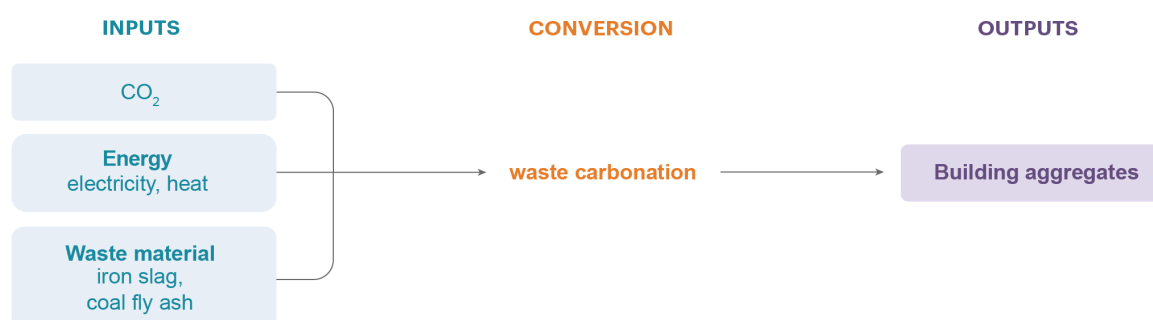 INPUTS
CONVERSION
OUTPUTS
CO₂
Energy
electricity, heat
waste carbonation
Building aggregates
Waste material
iron slag,
coal fly ash